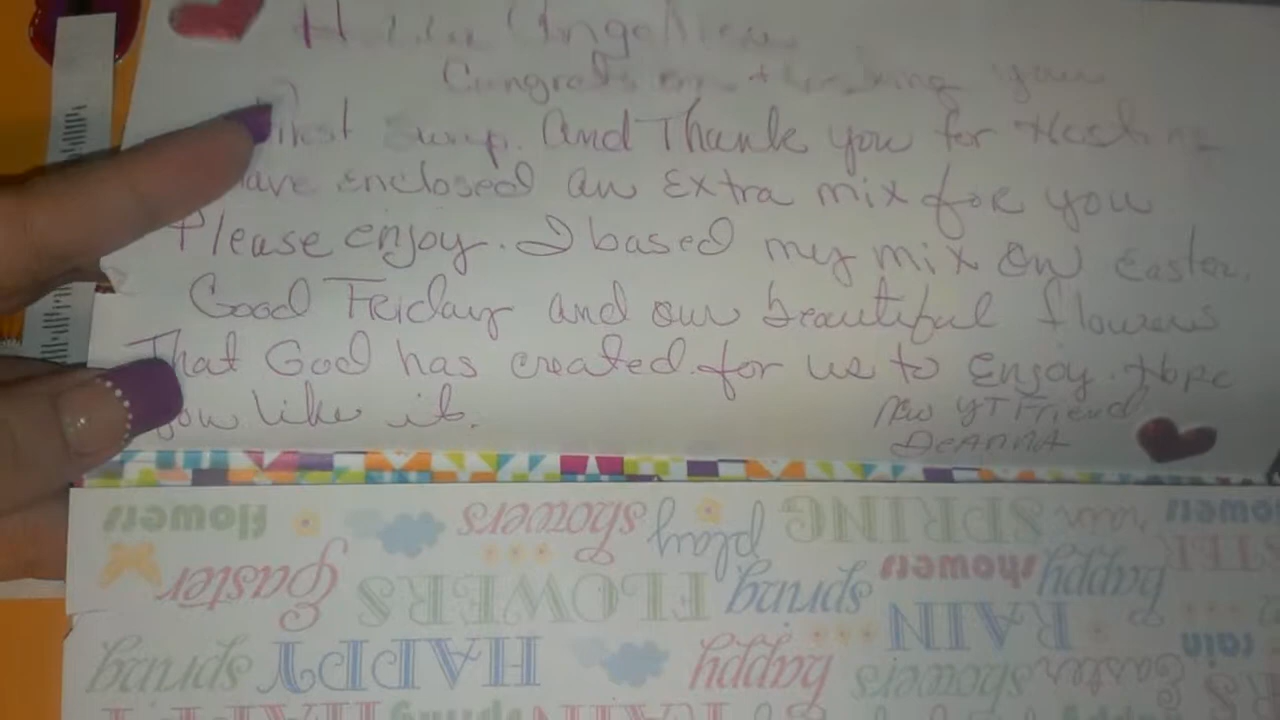 Angelica
Congrats your
first swap. and Thank you for Hosting
have enclosed an Extra mix for you
Please enjoy. I based my mix on Easter,
Good Friday and our beautiful flowers
That God has created for us to Enjoy. Hope
you like it.
New YT Friend
DeAnna
flowers showers play SPRING rain flowers
Easter FLOWERS spring showers happy
spring HAPPY happy showers RAIN Easter rain